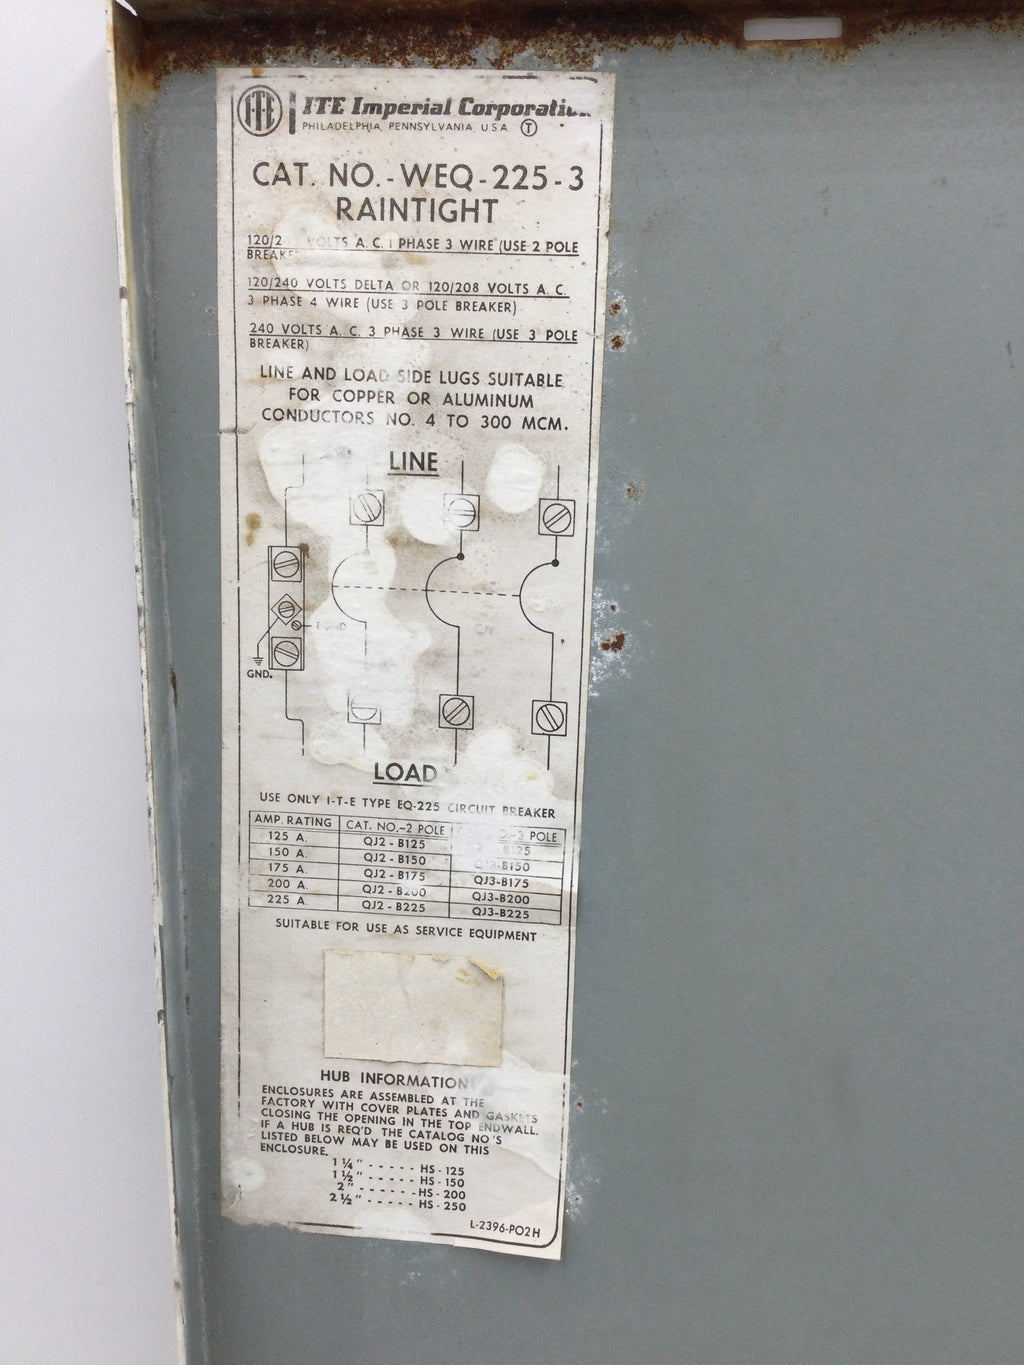 ITE
ITE Imperial Corporation
PHILADELPHIA, PENNSYLVANIA, U.S.A. T
CAT. NO.-WEQ-225-3
RAINTIGHT
VOLTS A.C. 1 PHASE 3 WIRE (USE 2 POLE
120/240 VOLTS DELTA OR 120/208 VOLTS A.C.
3 PHASE 4 WIRE (USE 3 POLE BREAKER)
240 VOLTS A.C. 3 PHASE 3 WIRE (USE 3 POLE
BREAKER)
LINE AND LOAD SIDE LUGS SUITABLE
FOR COPPER OR ALUMINUM
CONDUCTORS NO. 4 TO 300 MCM.
LINE
GND.
LOAD
USE ONLY I-T-E TYPE EQ-225 CIRCUIT BREAKER
AMP. RATING CAT. NO.-2 POLE -3 POLE
125 A. QJ2-B125 B125
150 A. QJ2-B150 QJ3-B150
175 A. QJ2-B175 QJ3-B175
200 A. QJ2-B200 QJ3-B200
225 A. QJ2-B225 QJ3-B225
SUITABLE FOR USE AS SERVICE EQUIPMENT
HUB INFORMATION
ENCLOSURES ARE ASSEMBLED AT THE
FACTORY WITH COVER PLATES AND GASKETS
CLOSING THE OPENING IN THE TOP ENDWALL.
IF A HUB IS REQ'D THE CATALOG NO'S
LISTED BELOW MAY BE USED ON THIS
ENCLOSURE.
1 1/4" ----- HS-125
1 1/2" ----- HS-150
2" ------ HS-200
2 1/2" ----- HS-250
L-2396-PO2H